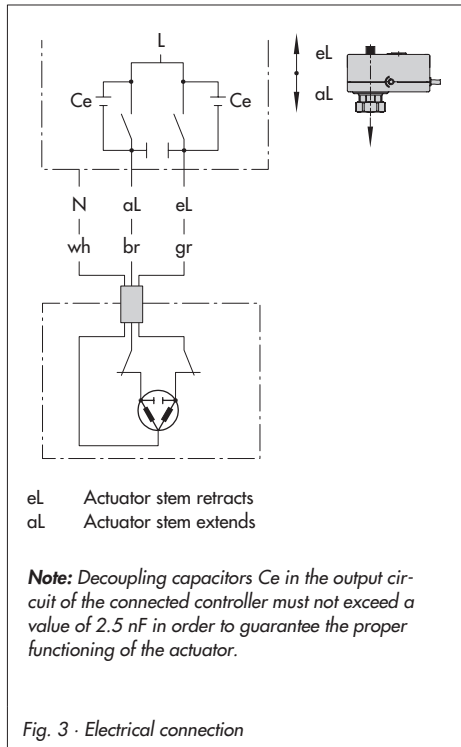 L
eL
aL
Ce
Ce
N aL eL
wh br gr
eL Actuator stem retracts
aL Actuator stem extends
Note: Decoupling capacitors Ce in the output cir-
cuit of the connected controller must not exceed a
value of 2.5 nF in order to guarantee the proper
functioning of the actuator.
Fig. 3 · Electrical connection